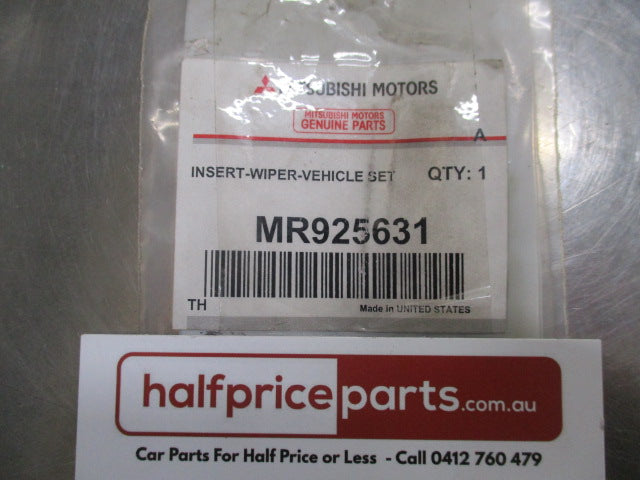 TSUBISHI MOTORS
MITSUBISHI MOTORS
GENUINE PARTS
A
INSERT-WIPER-VEHICLE SET QTY: 1
MR925631
TH Made in UNITED STATES
halfpriceparts.com.au
Car Parts For Half Price or Less - Call 0412 760 479